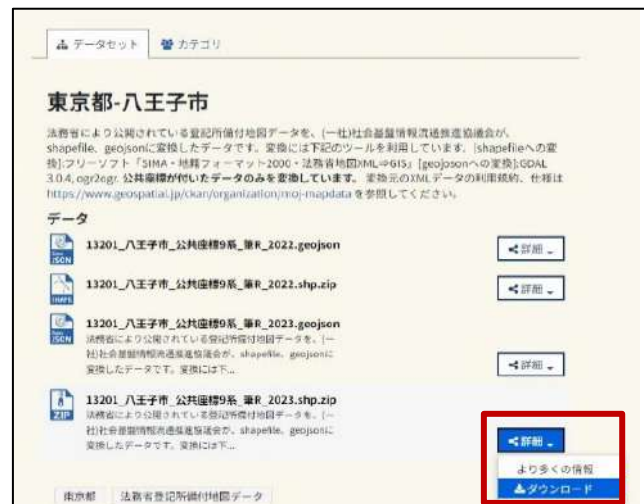 データセット カテゴリ
東京都-八王子市
法務省により公開されている登記所備付地図データを、(一社)社会基盤情報流通推進協議会が、
shapefile、geojsonに変換したデータです。変換には下記のツールを利用しています。[shapefileへの変
換]:フリーソフト「SIMA・地籍フォーマット2000・法務省地図XML⇒GIS」[geojosonへの変換]:GDAL
3.0.4, ogr2ogr. 公共座標が付いたデータのみを変換しています。 変換元のXMLデータの利用規約、仕様は
https://www.geospatial.jp/ckan/organization/moj-mapdata を参照してください。
データ
JSON 13201_八王子市_公共座標9系_筆R_2022.geojson 詳細
13201_八王子市_公共座標9系_筆R_2022.shp.zip 詳細
JSON 13201_八王子市_公共座標9系_筆R_2023.geojson
法務省により公開されている登記所備付地図データを、(一
社)社会基盤情報流通推進協議会が、shapefile、geojsonに
変換したデータです。変換には下... 詳細
ZIP 13201_八王子市_公共座標9系_筆R_2023.shp.zip
法務省により公開されている登記所備付地図データを、(一
社)社会基盤情報流通推進協議会が、shapefile、geojsonに
変換したデータです。変換には下... 詳細
より多くの情報
ダウンロード
東京都 法務省登記所備付地図データ